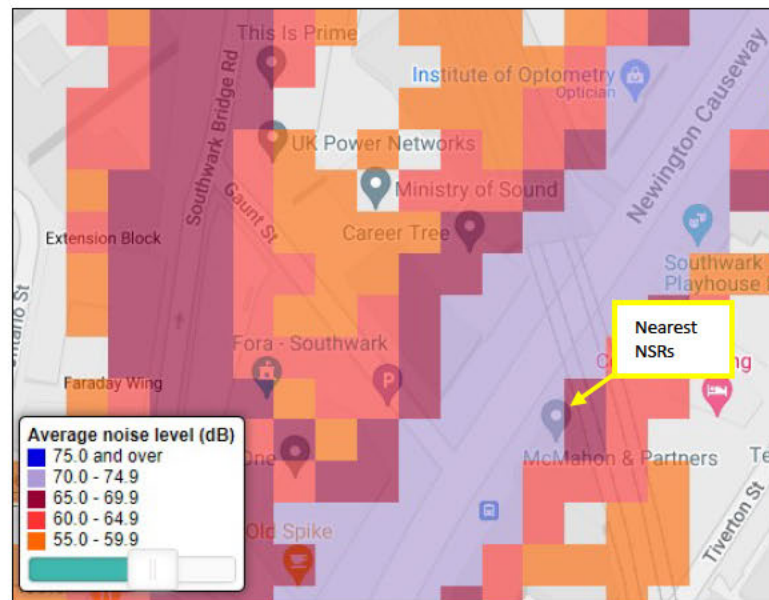 This Is Prime
Institute of Optometry
Optician
Southwark Bridge Rd
Newington Causeway
UK Power Networks
Gaunt St
Ministry of Sound
Career Tree
Extension Block
Southwark
Playhouse
Nearest
NSRs
Fora - Southwark
P
Faraday Wing
McMahon & Partners
Old Spike
Tiverton St
Average noise level (dB)
75.0 and over
70.0 - 74.9
65.0 - 69.9
60.0 - 64.9
55.0 - 59.9